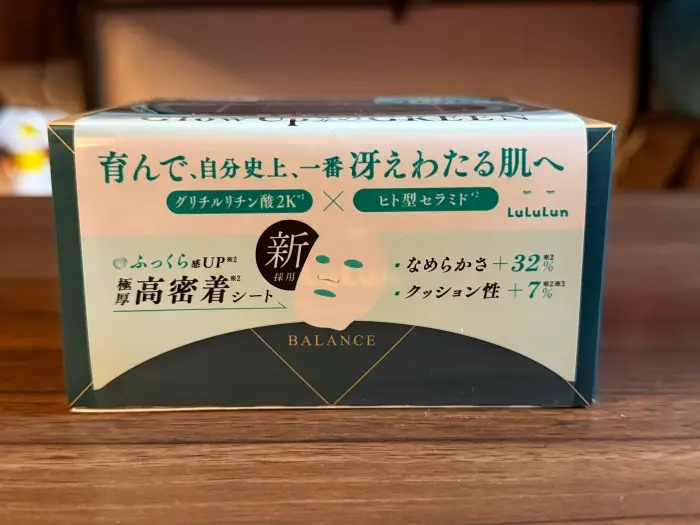 Grow Up GREEN
育んで、自分史上、一番 冴えわたる肌へ
グリチルリチン酸2K※1 × ヒト型セラミド※2
LuLuLun
ふっくら感UP※2
極厚 高密着※2 シート
新
採用
・なめらかさ +32%※2
・クッション性 +7%※2※3
BALANCE